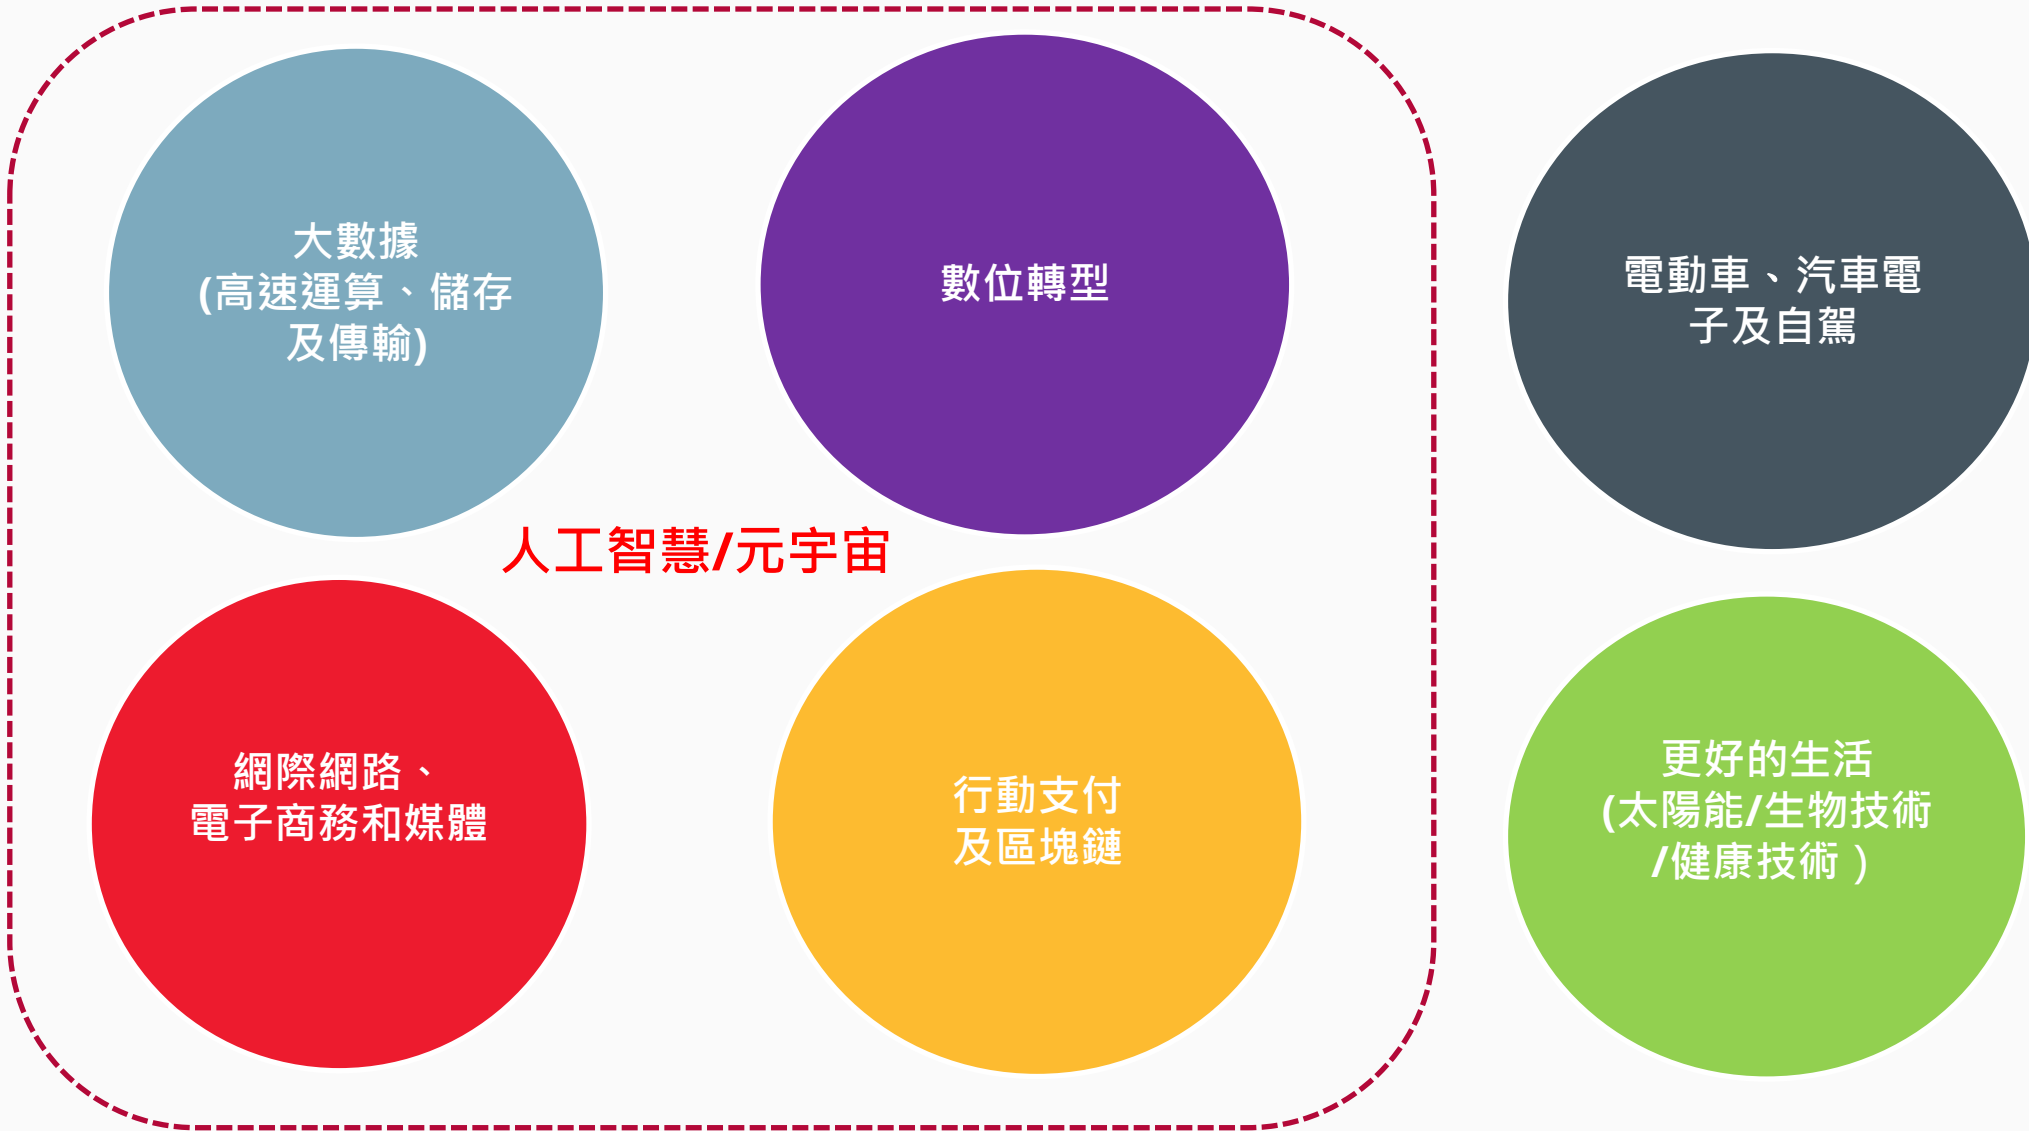 大數據
(高速運算、儲存
及傳輸)
數位轉型
電動車、汽車電
子及自駕
人工智慧/元宇宙
網際網路、
電子商務和媒體
行動支付
及區塊鏈
更好的生活
(太陽能/生物技術
/健康技術）